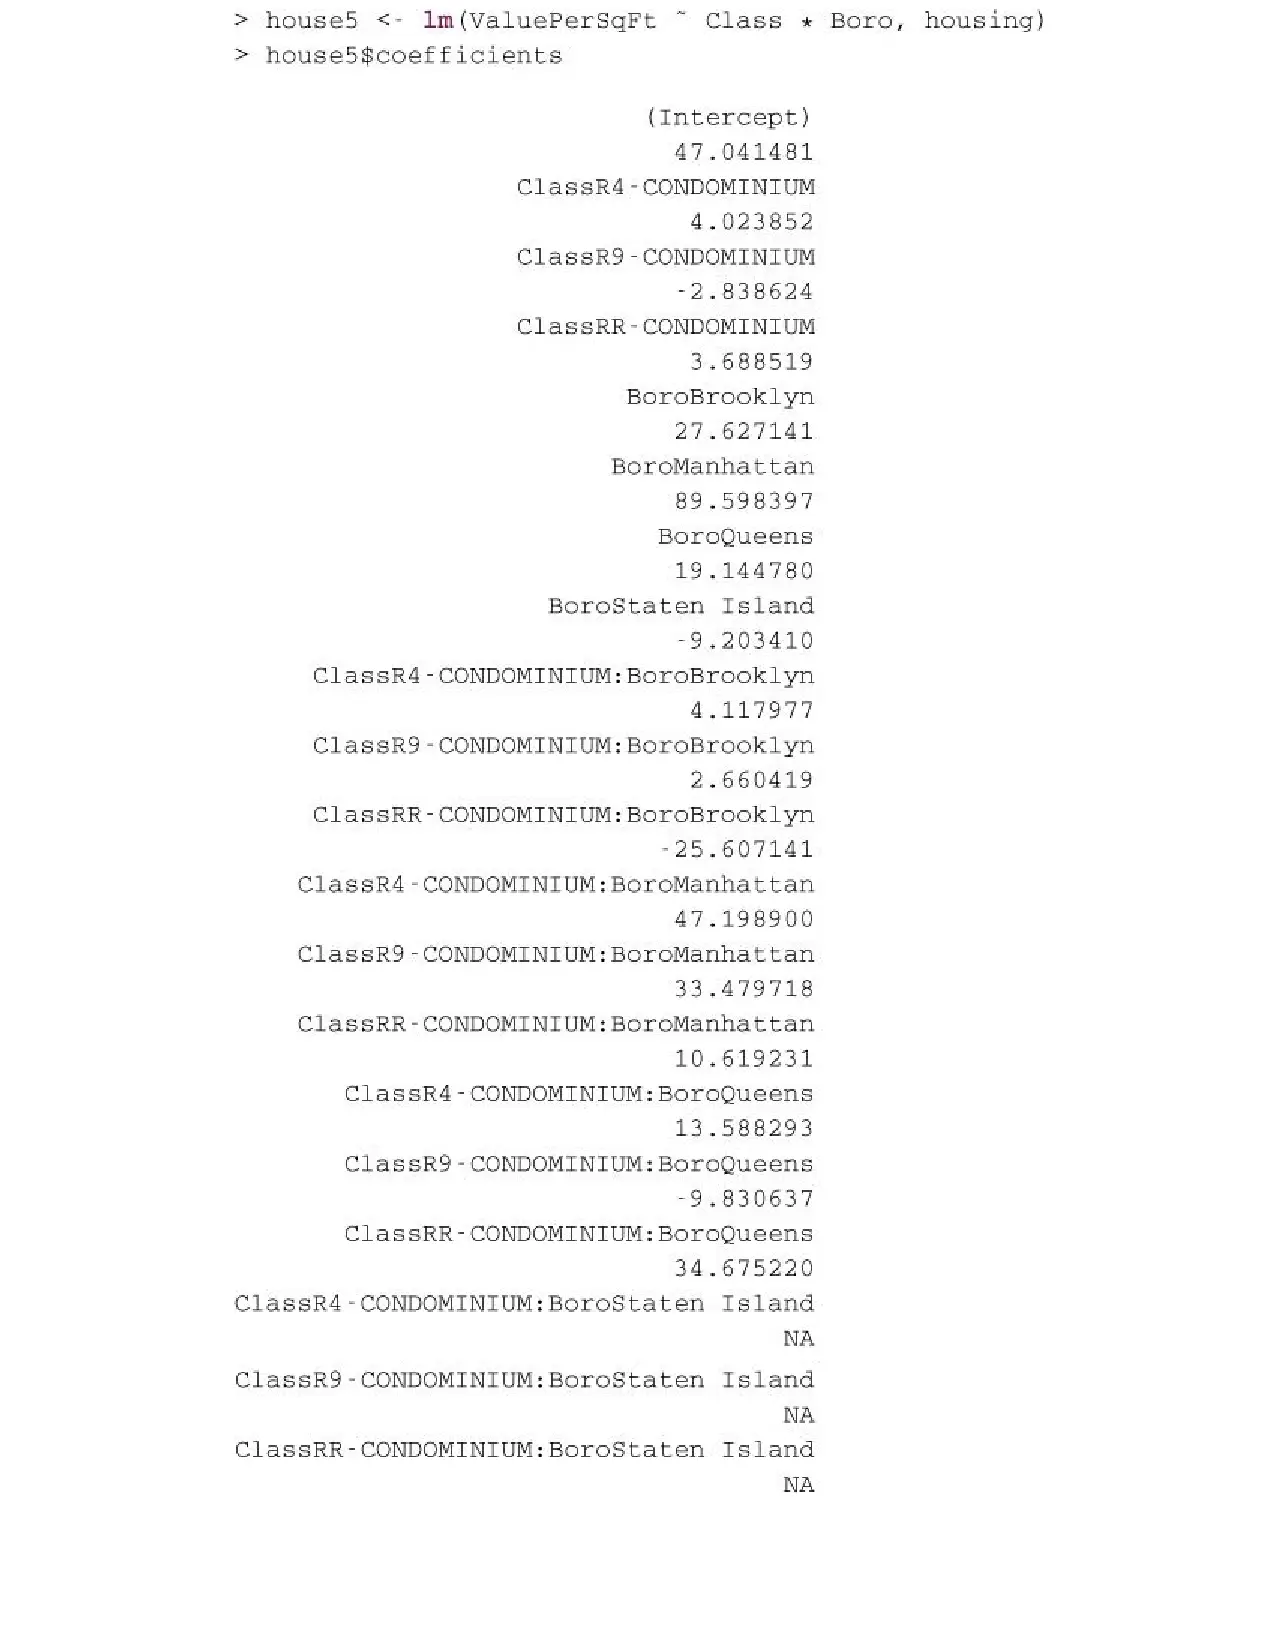 > house5 <- lm(ValuePerSqFt ~ Class * Boro, housing)
> house5$coefficients
(Intercept)
47.041481
ClassR4-CONDOMINIUM
4.023852
ClassR9-CONDOMINIUM
-2.838624
ClassRR-CONDOMINIUM
3.688519
BoroBrooklyn
27.627141
BoroManhattan
89.598397
BoroQueens
19.144780
BoroStaten Island
-9.203410
ClassR4-CONDOMINIUM:BoroBrooklyn
4.117977
ClassR9-CONDOMINIUM:BoroBrooklyn
2.660419
ClassRR-CONDOMINIUM:BoroBrooklyn
-25.607141
ClassR4-CONDOMINIUM:BoroManhattan
47.198900
ClassR9-CONDOMINIUM:BoroManhattan
33.479718
ClassRR-CONDOMINIUM:BoroManhattan
10.619231
ClassR4-CONDOMINIUM:BoroQueens
13.588293
ClassR9-CONDOMINIUM:BoroQueens
-9.830637
ClassRR-CONDOMINIUM:BoroQueens
34.675220
ClassR4-CONDOMINIUM:BoroStaten Island
NA
ClassR9-CONDOMINIUM:BoroStaten Island
NA
ClassRR-CONDOMINIUM:BoroStaten Island
NA